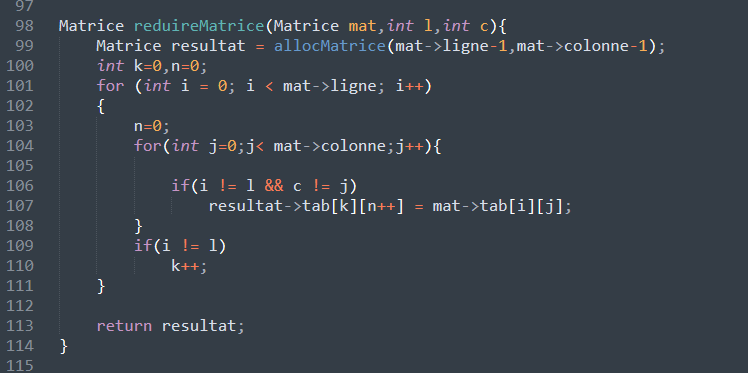 97
98 Matrice reduireMatrice(Matrice mat,int l,int c){
99 Matrice resultat = allocMatrice(mat->ligne-1,mat->colonne-1);
100 int k=0,n=0;
101 for (int i = 0; i < mat->ligne; i++)
102 {
103 n=0;
104 for(int j=0;j< mat->colonne;j++){
105
106 if(i != l && c != j)
107 resultat->tab[k][n++] = mat->tab[i][j];
108 }
109 if(i != l)
110 k++;
111 }
112
113 return resultat;
114 }
115